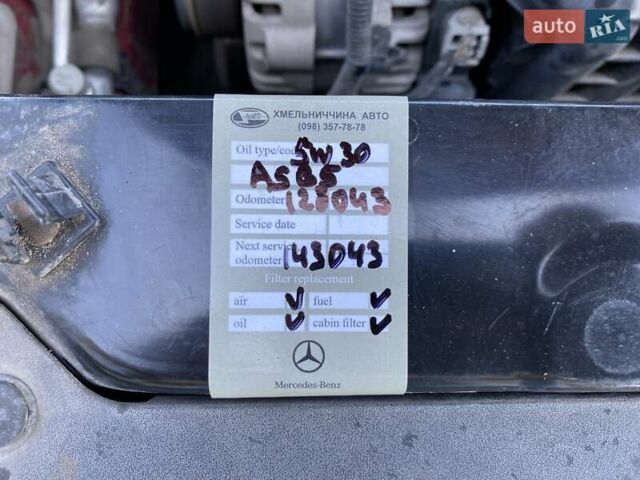 auto RIA.com
ХМЕЛЬНИЧЧИНА АВТО
(098) 357-78-78
Oil type/code 5W30
Odometer 128043
Service date
Next service odometer 143043
Filter replacement
air ✓ fuel ✓
oil ✓ cabin filter ✓
Mercedes-Benz